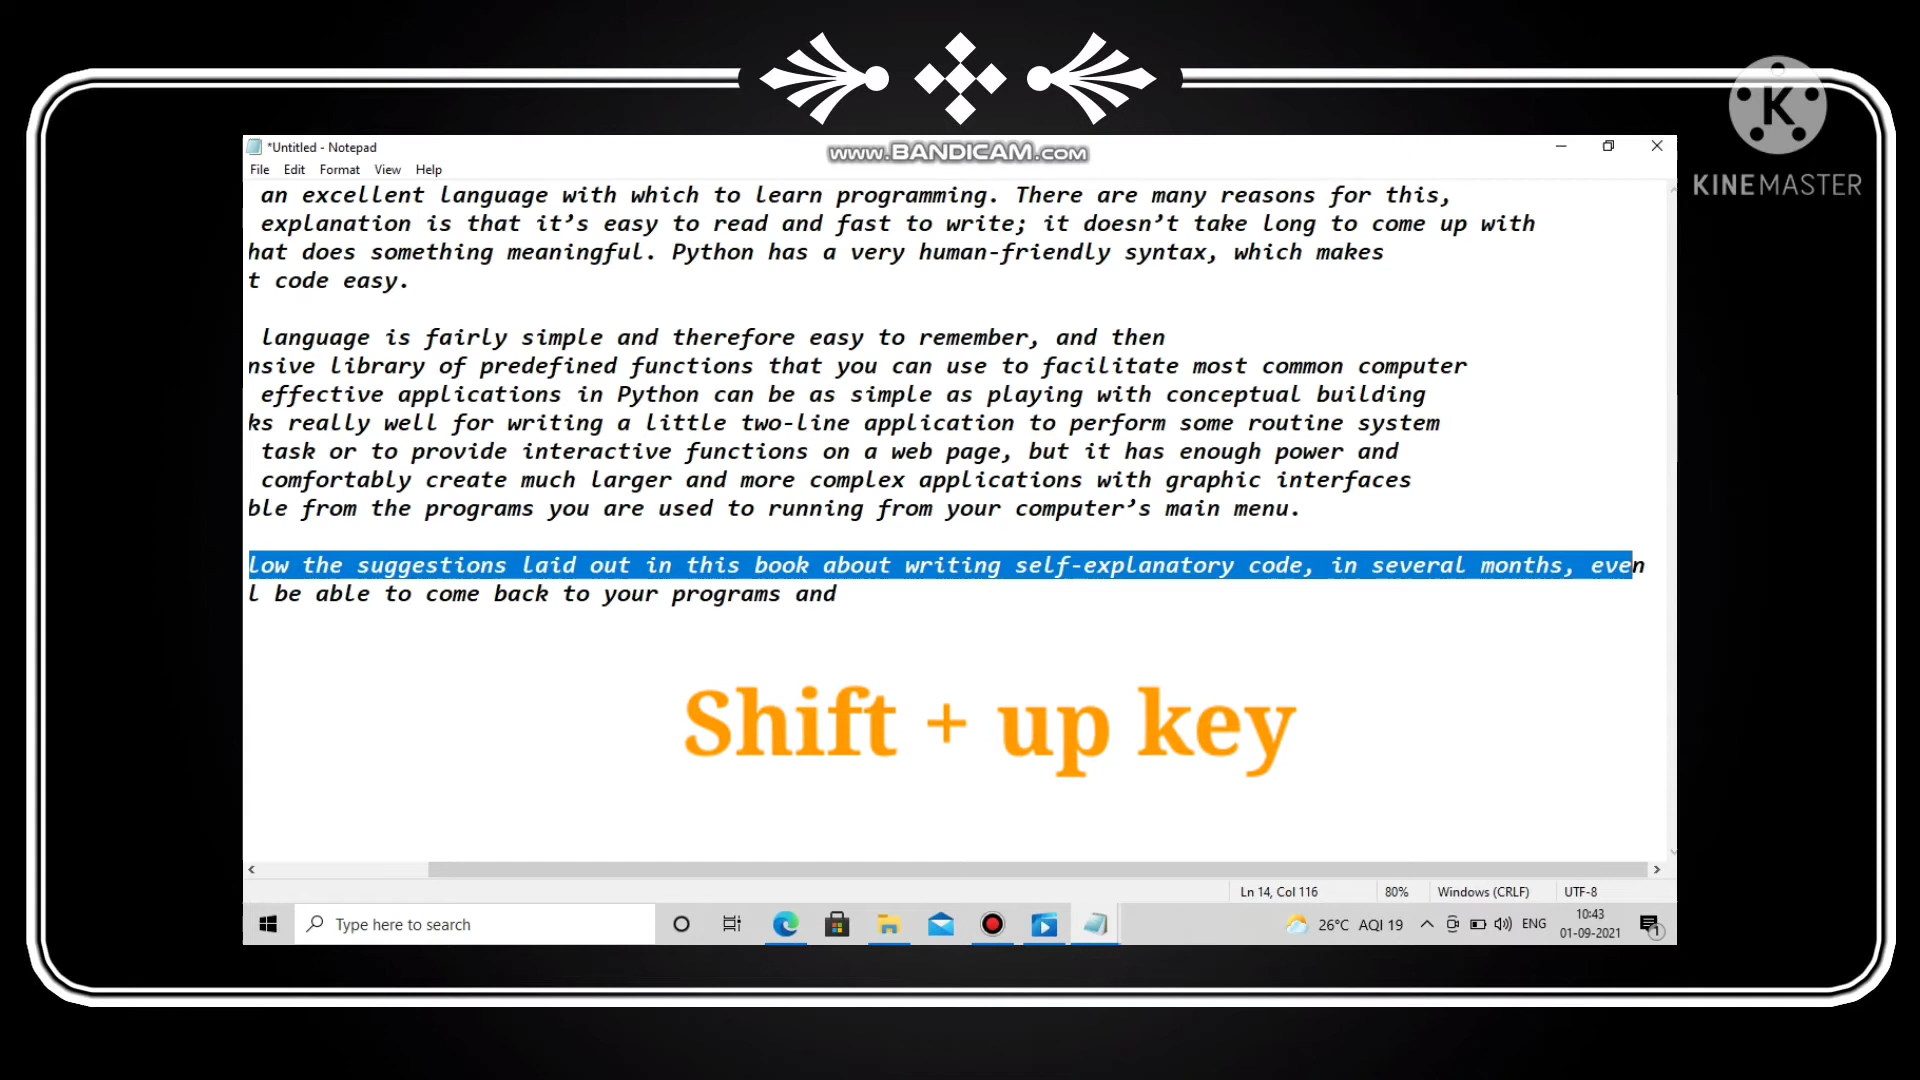 K
KINEMASTER
*Untitled - Notepad
www.BANDICAM.com
File Edit Format View Help
an excellent language with which to learn programming. There are many reasons for this,
explanation is that it’s easy to read and fast to write; it doesn’t take long to come up with
hat does something meaningful. Python has a very human-friendly syntax, which makes
t code easy.
language is fairly simple and therefore easy to remember, and then
nsive library of predefined functions that you can use to facilitate most common computer
effective applications in Python can be as simple as playing with conceptual building
ks really well for writing a little two-line application to perform some routine system
task or to provide interactive functions on a web page, but it has enough power and
comfortably create much larger and more complex applications with graphic interfaces
ble from the programs you are used to running from your computer’s main menu.
low the suggestions laid out in this book about writing self-explanatory code, in several months, even
l be able to come back to your programs and
Shift + up key
Ln 14, Col 116 80% Windows (CRLF) UTF-8
Type here to search 26°C AQI 19 ENG 10:43
01-09-2021 1